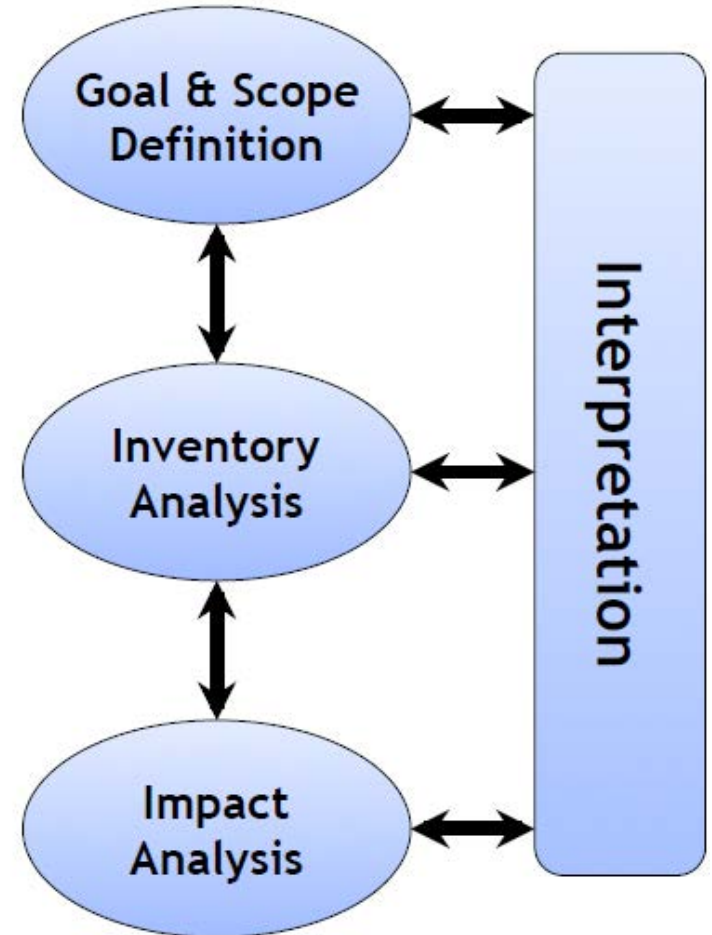 Goal & Scope
Definition
Inventory
Analysis
Impact
Analysis
Interpretation